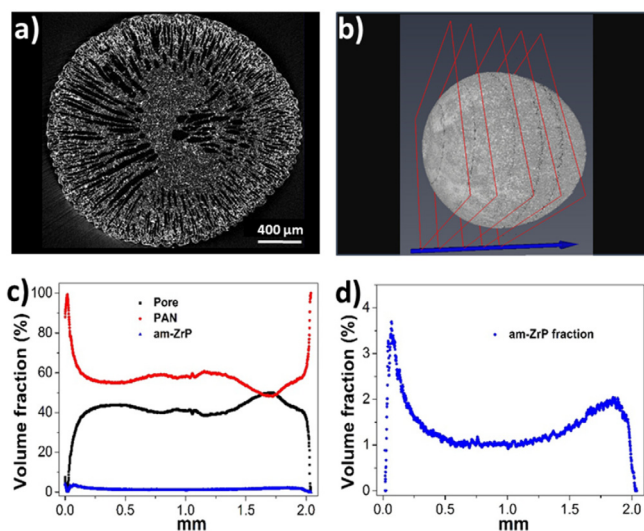 a)
400 µm
b)
c)
Volume fraction (%)
100
80
60
40
20
0
Pore
PAN
am-ZrP
0.0
0.5
1.0
1.5
2.0
mm
d)
Volume fraction (%)
4
3
2
1
0
am-ZrP fraction
0.0
0.5
1.0
1.5
2.0
mm